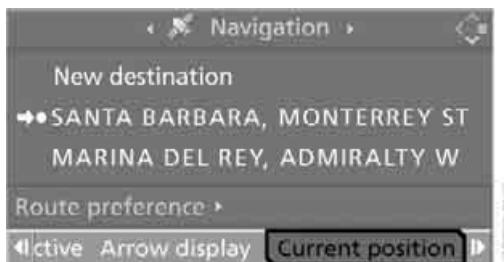 Navigation
New destination
SANTA BARBARA, MONTERREY ST
MARINA DEL REY, ADMIRALTY W
Route preference
ctive Arrow display Current position